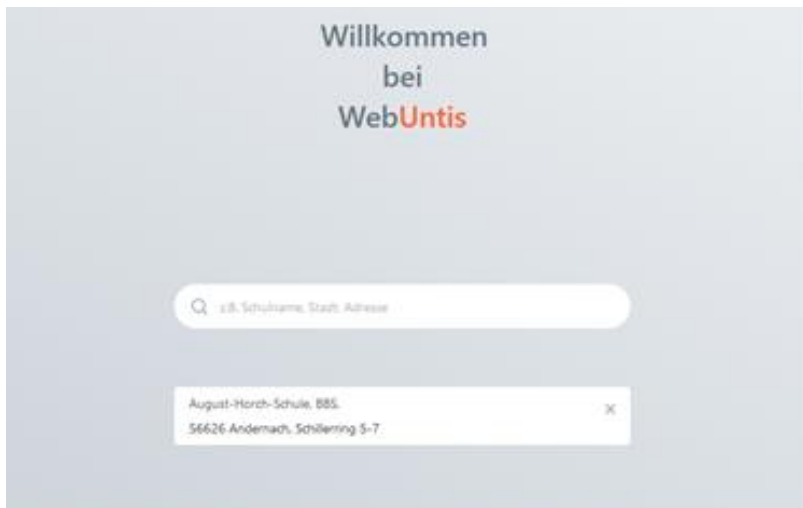 Willkommen
bei
WebUntis
z.B. Schulname, Stadt, Adresse
August-Horch-Schule, BBS,
56626 Andernach, Schillerring 5-7